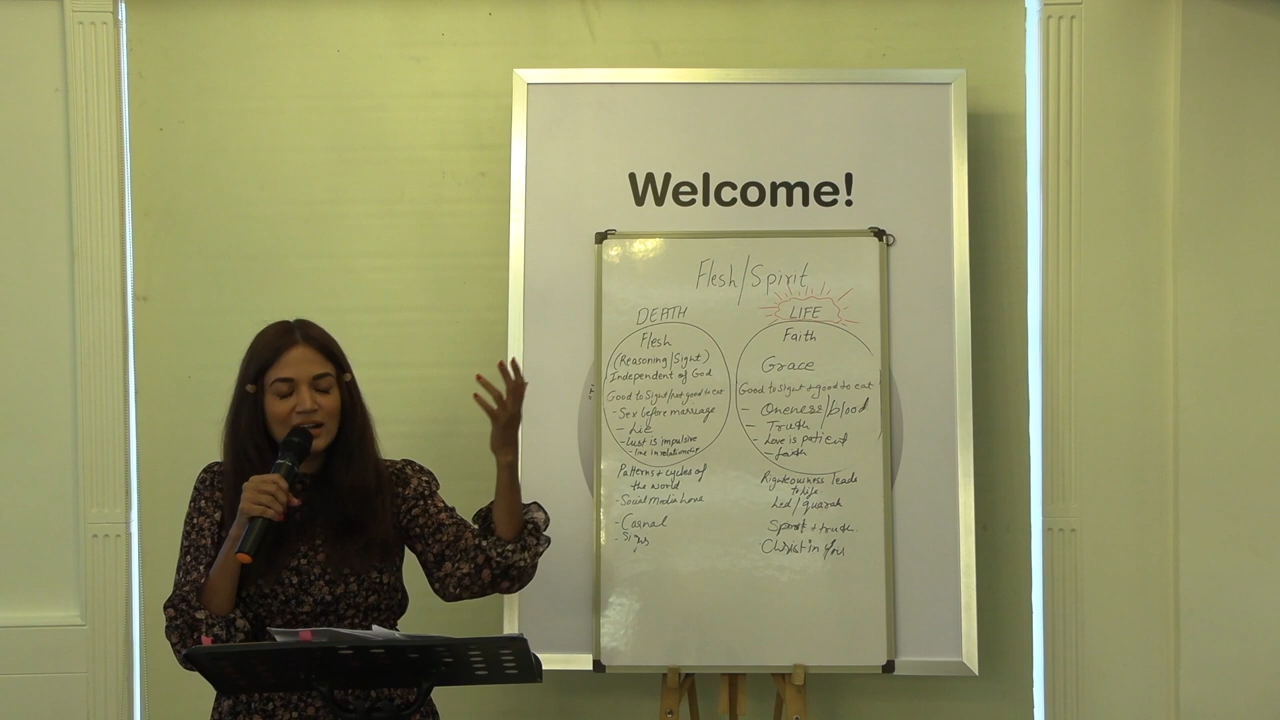 Welcome!
Flesh/Spirit
DEATH
Flesh
(Reasoning/Sight)
Independent of God
Good to Sight/not good to eat
- Sex before marriage
- Lie
- Lust is impulsive
- in relationship
Patterns + cycles of
the world
- Social Media
- Carnal
- Signs
LIFE
Faith
Grace
Good to sight + good to eat
- Oneness/blood
- Truth
- Love is patient
- faith
Righteousness leads
to life
Led/
Spirit + truth.
Christ in you